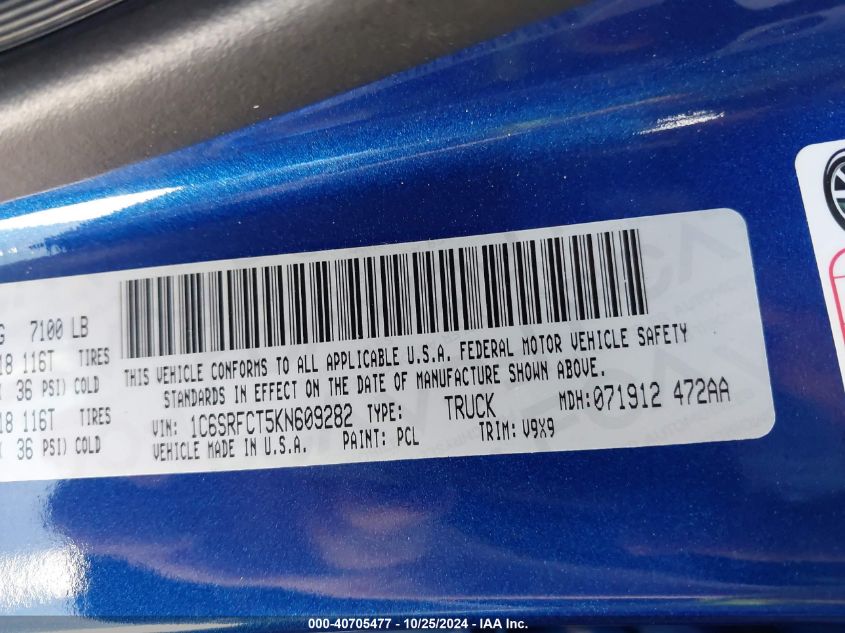 G 7100 LB
18 116T TIRES
36 PSI) COLD
18 116T TIRES
36 PSI) COLD
THIS VEHICLE CONFORMS TO ALL APPLICABLE U.S.A. FEDERAL MOTOR VEHICLE SAFETY
STANDARDS IN EFFECT ON THE DATE OF MANUFACTURE SHOWN ABOVE.
VIN: 1C6SRFCT5KN609282 TYPE: TRUCK MDH: 071912 472AA
VEHICLE MADE IN U.S.A. PAINT: PCL TRIM: V9X9
000-40705477 - 10/25/2024 - IAA Inc.